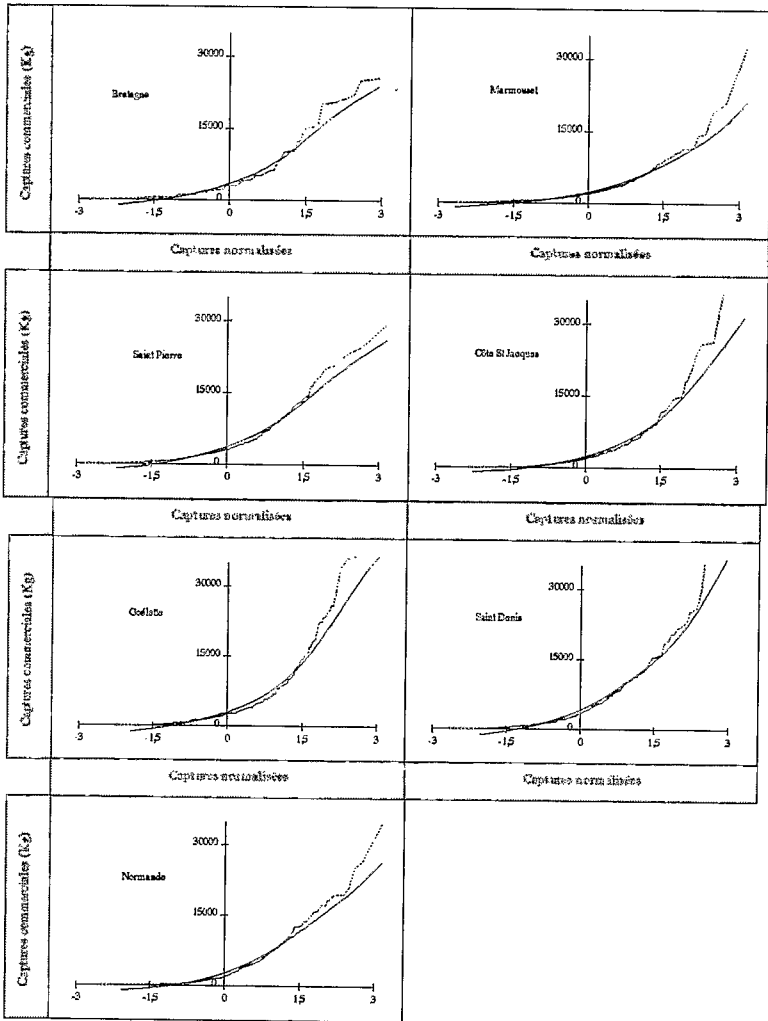 Captures commerciales (Kg)
30000
Bretagne
15000
0
-3 -1,5 0 1,5 3
Captures normalisées
30000
Marmouset
15000
0
-3 -1,5 0 1,5 3
Captures normalisées
Captures commerciales (Kg)
30000
Saint Pierre
15000
0
-3 -1,5 0 1,5 3
Captures normalisées
30000
Côte St Jacques
15000
0
-3 -1,5 0 1,5 3
Captures normalisées
Captures commerciales (Kg)
30000
Goélette
15000
0
-3 -1,5 0 1,5 3
Captures normalisées
30000
Saint Denis
15000
0
-3 -1,5 0 1,5 3
Captures normalisées
Captures commerciales (Kg)
30000
Normande
15000
0
-3 -1,5 0 1,5 3